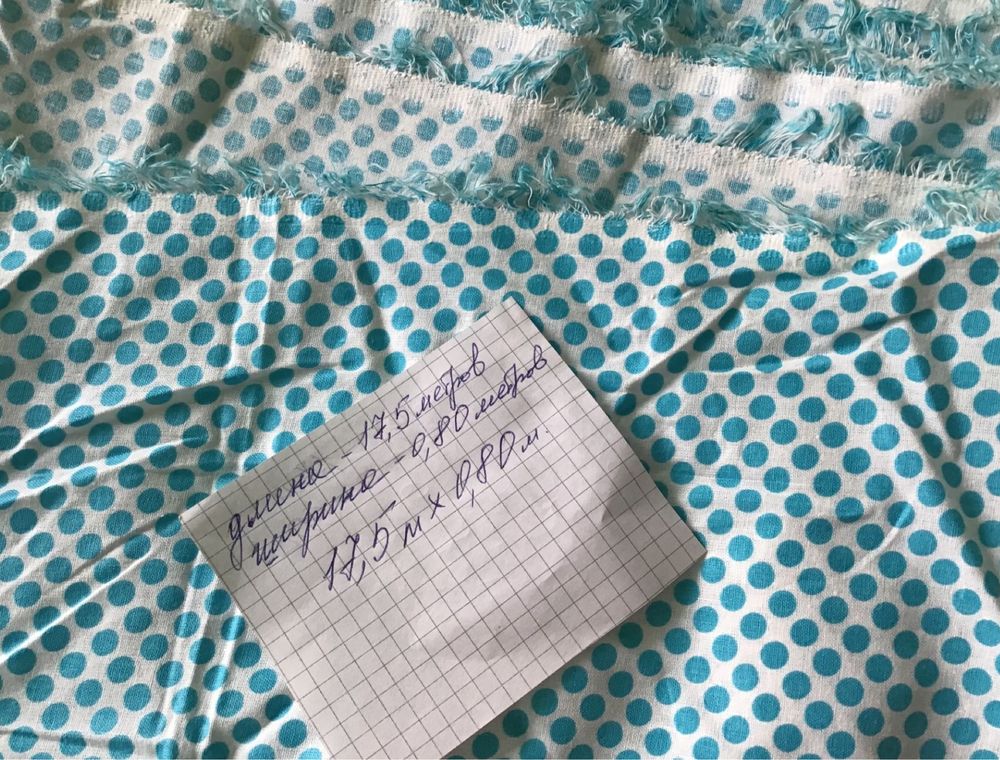 длина - 17,5 метров
ширина - 0,80 метров
17,5 м х 0,80 м.